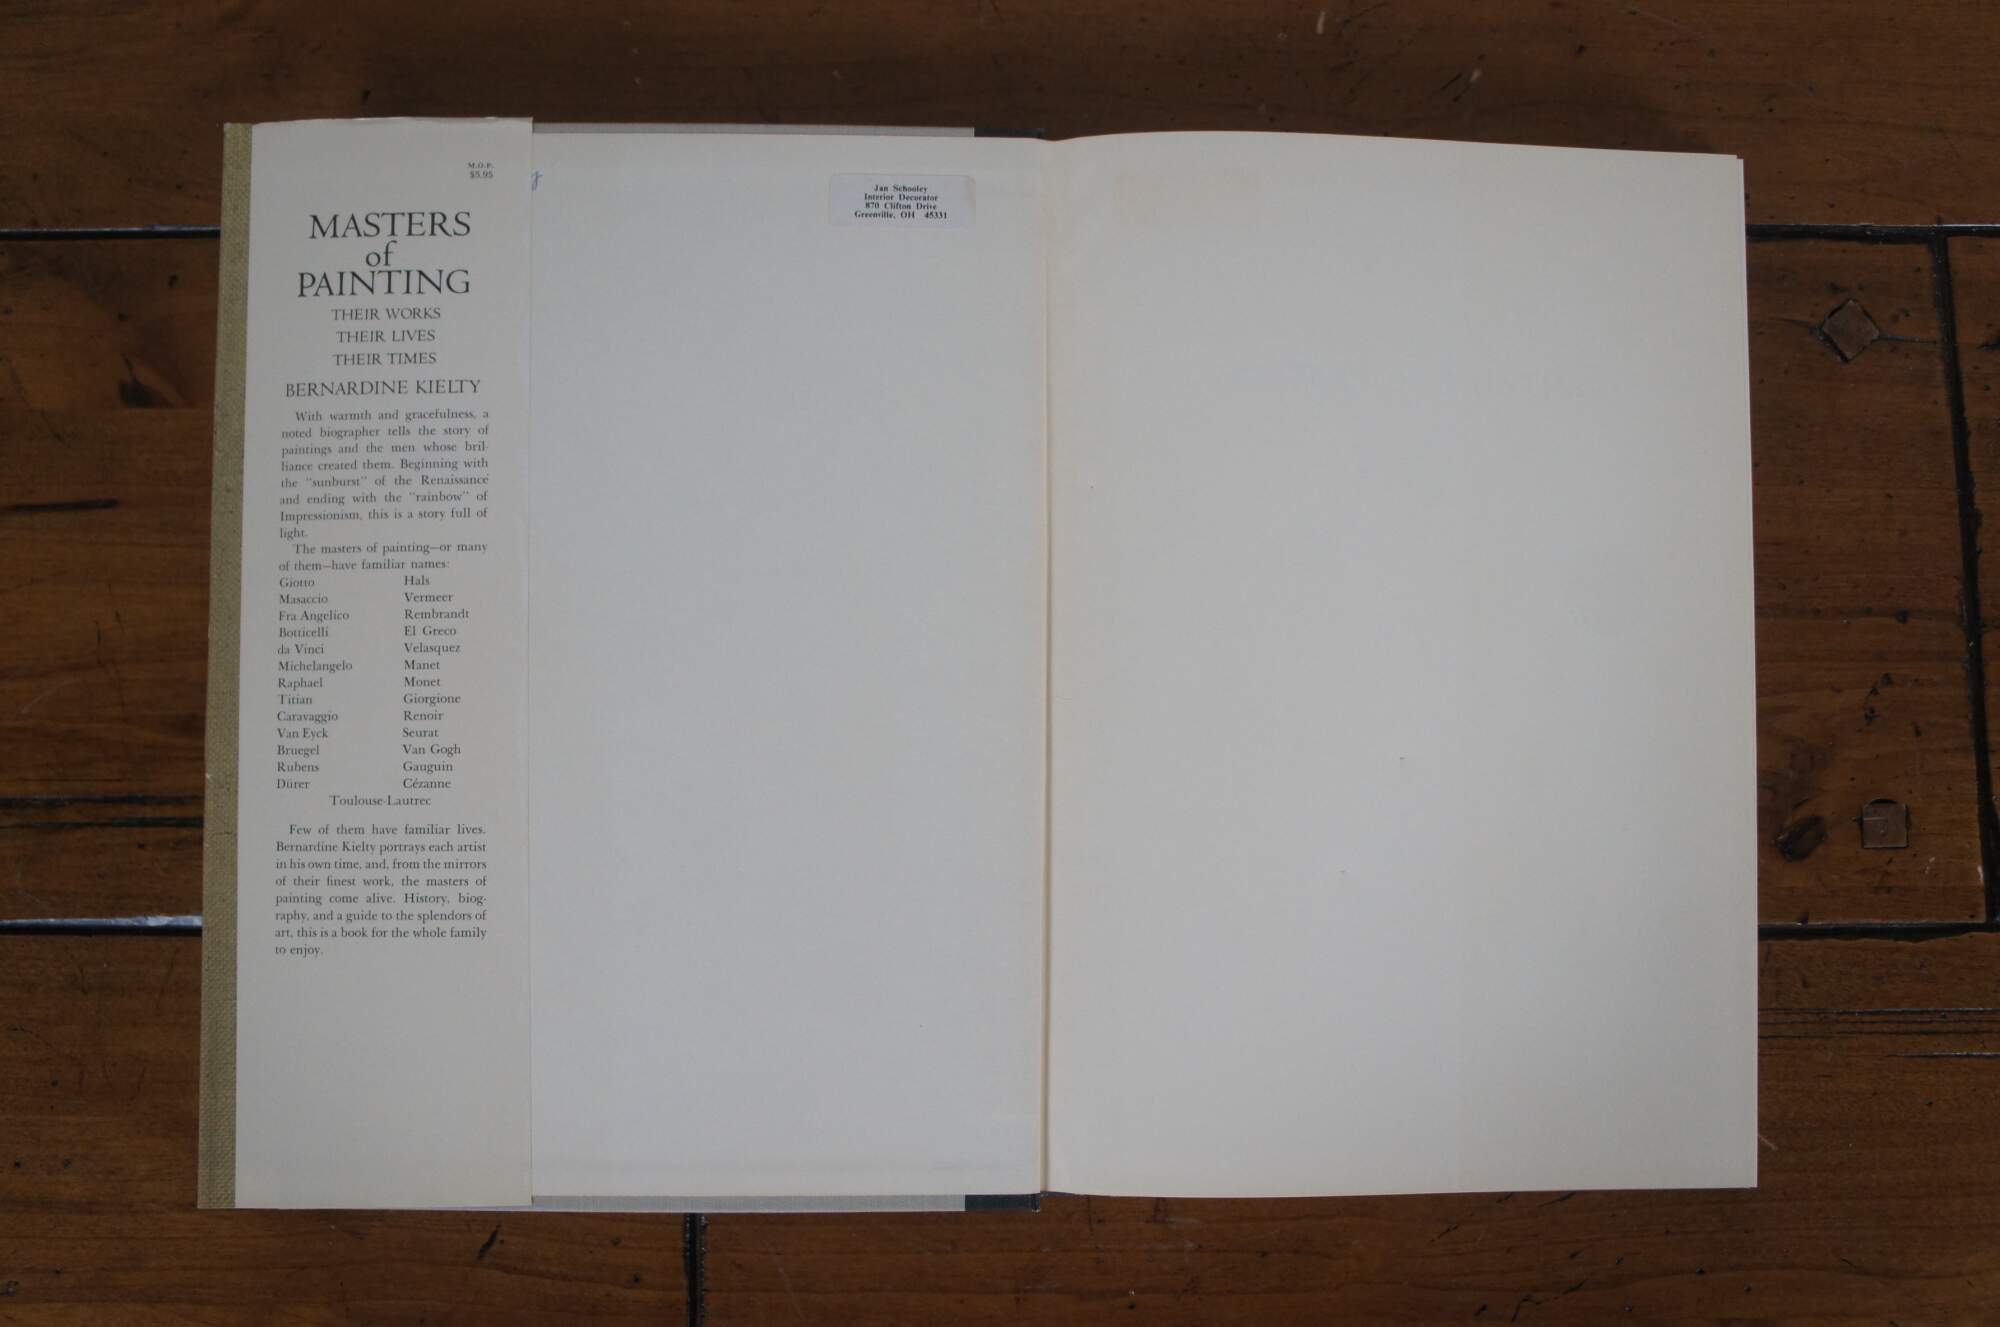 M.O.P.
$5.95
MASTERS
of
PAINTING
THEIR WORKS
THEIR LIVES
THEIR TIMES
BERNARDINE KIELTY
With warmth and gracefulness, a
noted biographer tells the story of
paintings and the men whose bril-
liance created them. Beginning with
the "sunburst" of the Renaissance
and ending with the "rainbow" of
Impressionism, this is a story full of
light.
The masters of painting—or many
of them—have familiar names:
Giotto
Masaccio
Fra Angelico
Botticelli
da Vinci
Michelangelo
Raphael
Titian
Caravaggio
Van Eyck
Bruegel
Rubens
Dürer
Hals
Vermeer
Rembrandt
El Greco
Velasquez
Manet
Monet
Giorgione
Renoir
Seurat
Van Gogh
Gauguin
Cézanne
Toulouse-Lautrec
Few of them have familiar lives.
Bernardine Kielty portrays each artist
in his own time, and, from the mirrors
of their finest work, the masters of
painting come alive. History, biog-
raphy, and a guide to the splendors of
art, this is a book for the whole family
to enjoy.
Jan Schooley
Interior Decorator
870 Clifton Drive
Greenville, OH 45331